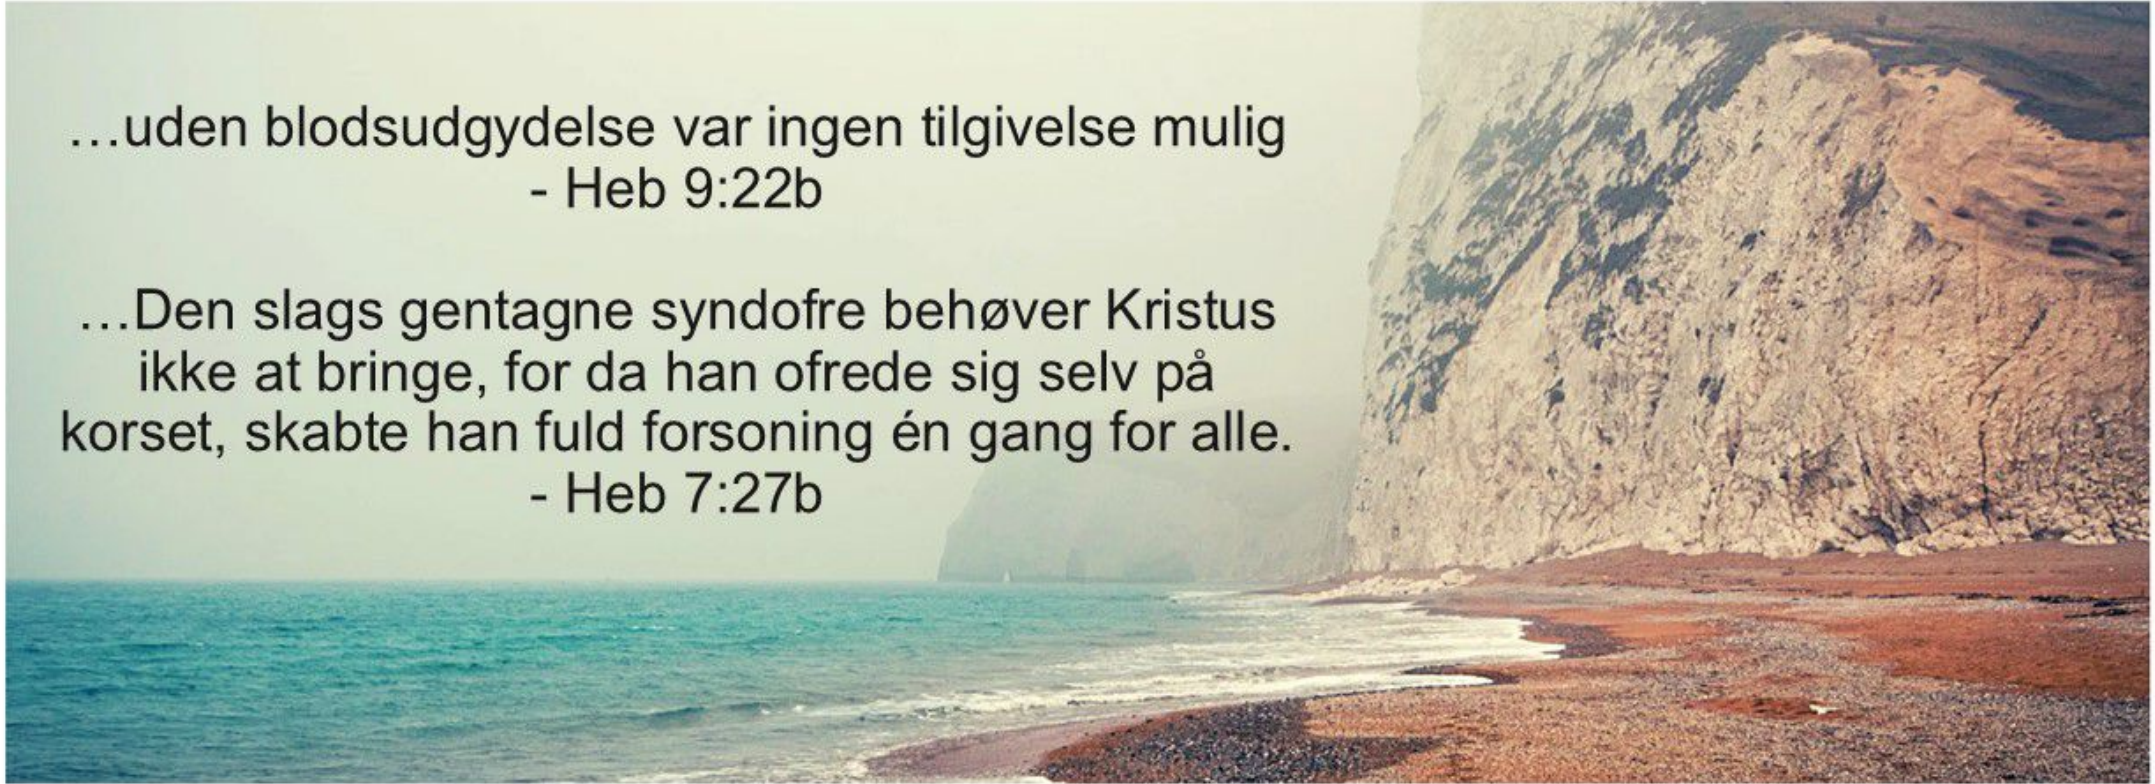 …uden blodsudgydelse var ingen tilgivelse mulig
- Heb 9:22b
…Den slags gentagne syndofre behøver Kristus
ikke at bringe, for da han ofrede sig selv på
korset, skabte han fuld forsoning én gang for alle.
- Heb 7:27b